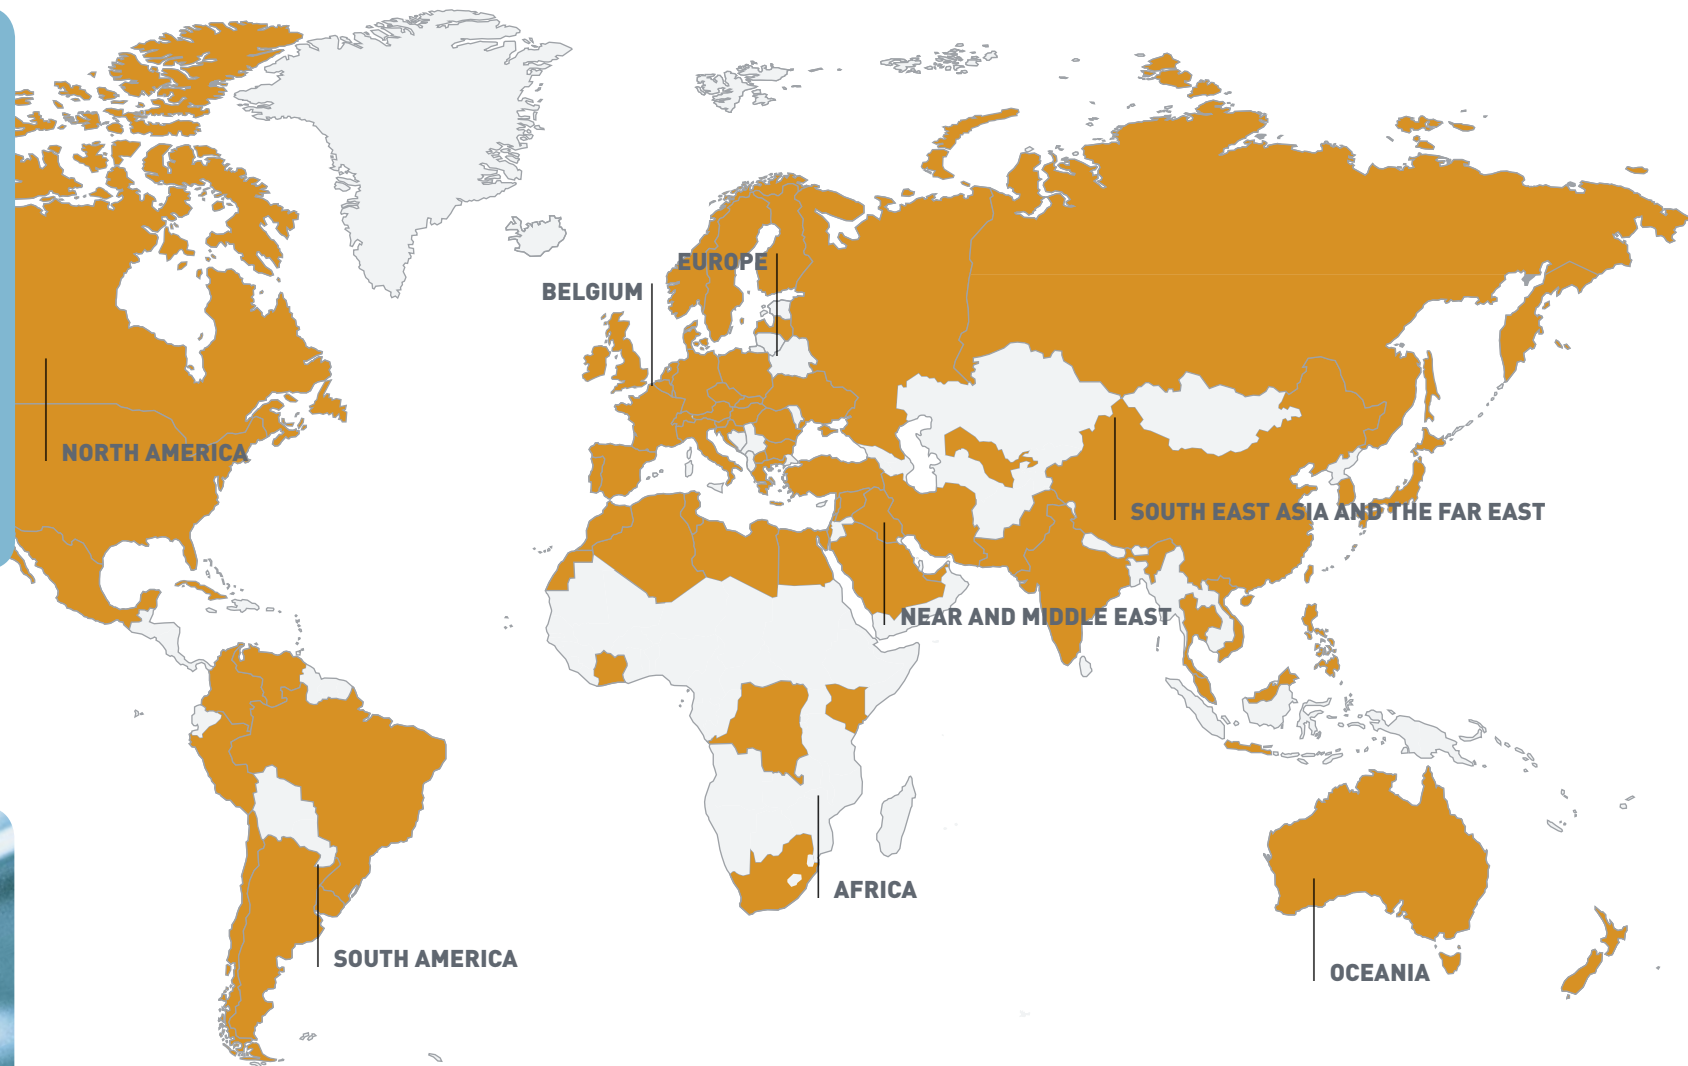 EUROPE
BELGIUM
NORTH AMERICA
SOUTH EAST ASIA AND THE FAR EAST
NEAR AND MIDDLE EAST
AFRICA
SOUTH AMERICA
OCEANIA